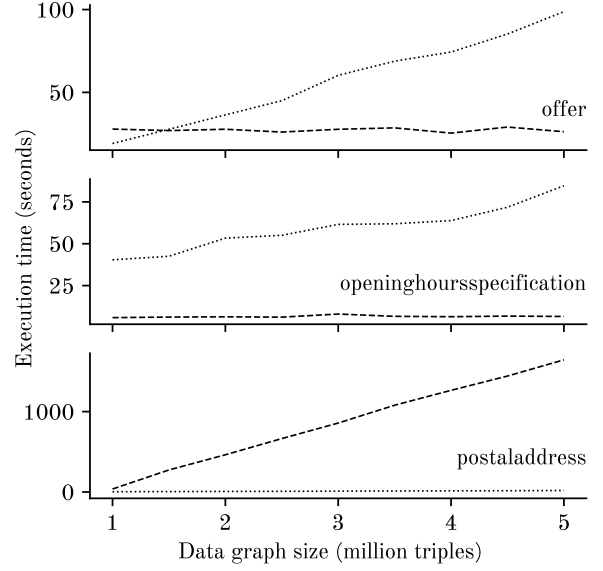 100
50
offer
75
50
25
openinghoursspecification
Execution time (seconds)
1000
0
postaladdress
1 2 3 4 5
Data graph size (million triples)